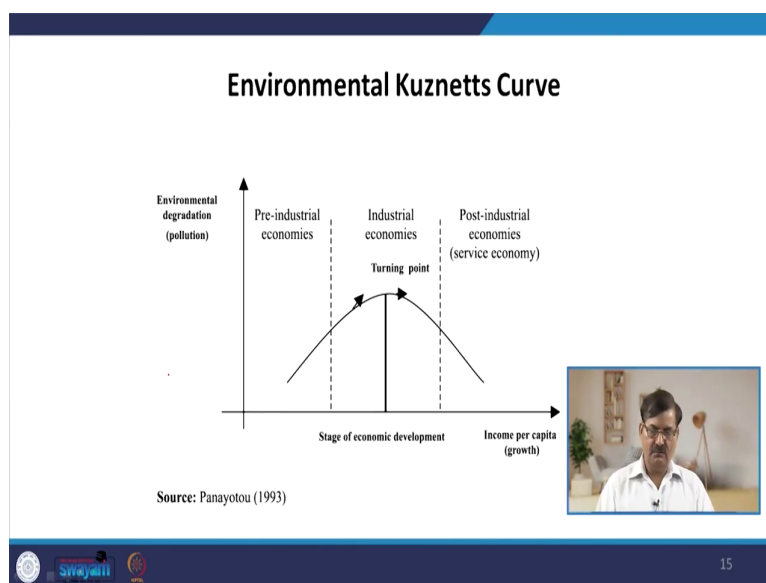 Environmental Kuznetts Curve
Environmental
degradation
(pollution)
Pre-industrial
economies
Industrial
economies
Post-industrial
economies
(service economy)
Turning point
Stage of economic development
Income per capita
(growth)
Source: Panayotou (1993)
swayam
15